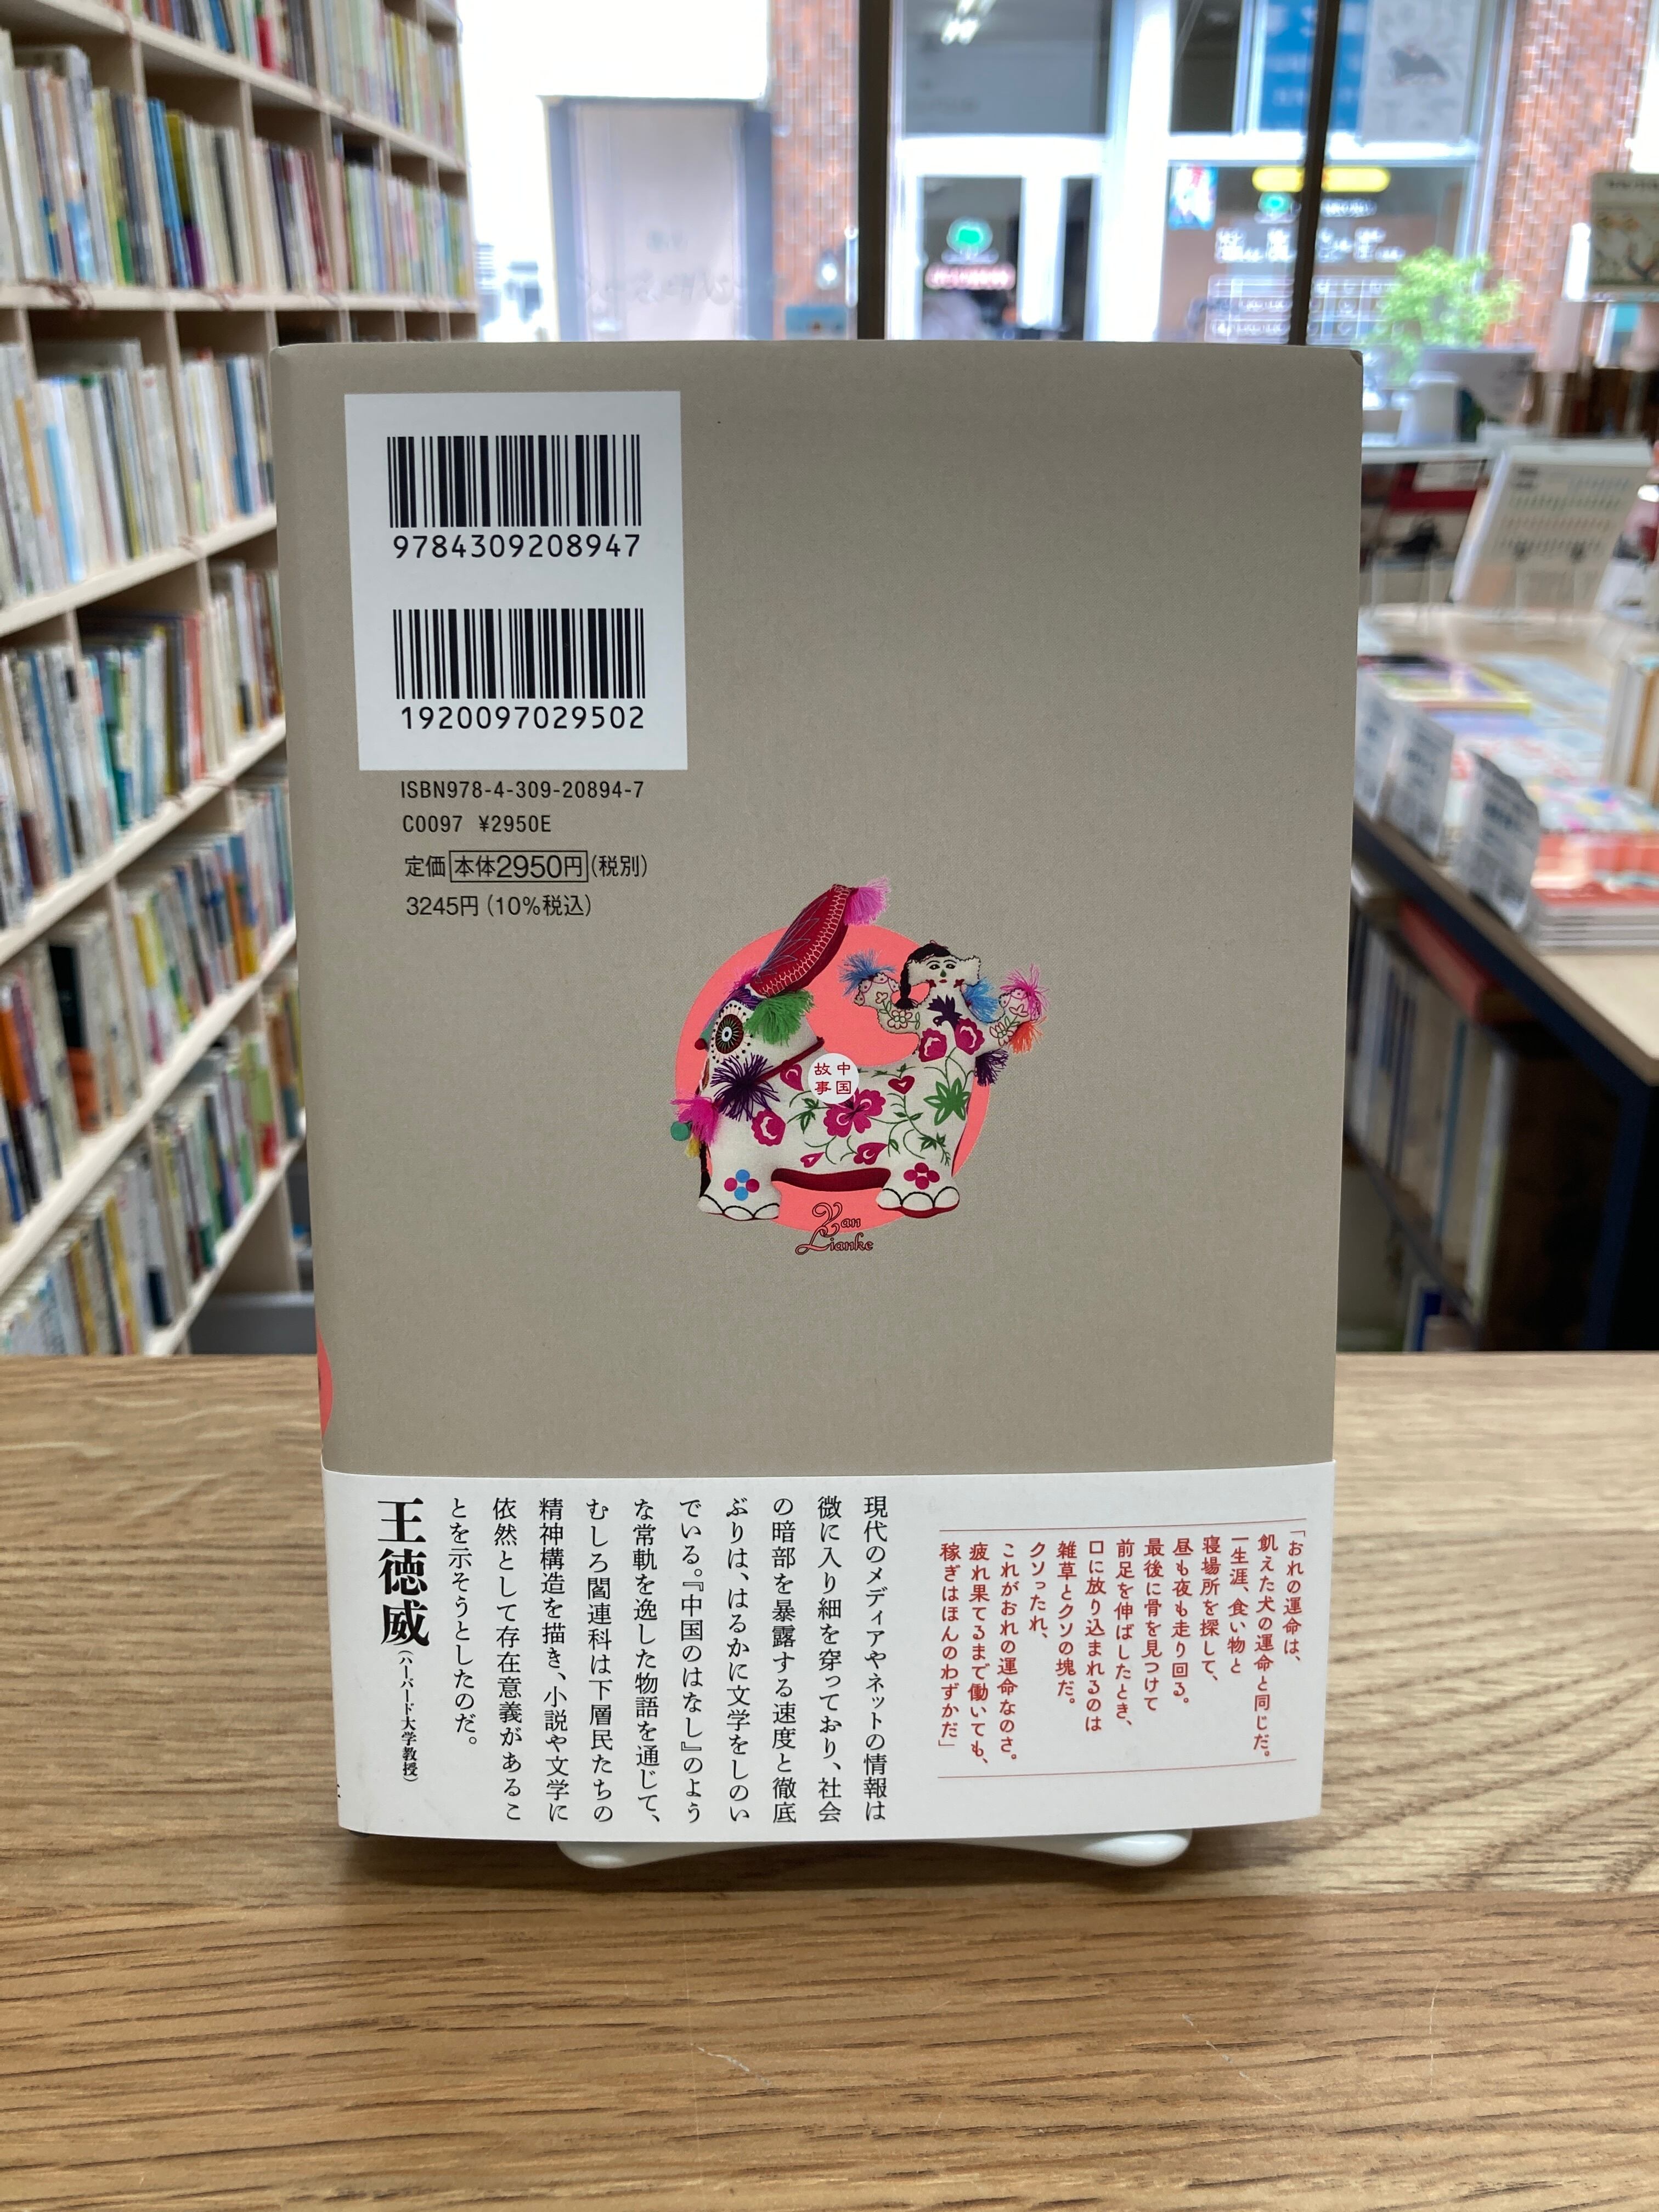 9784309208947
1920097029502
ISBN978-4-309-20894-7
C0097 ¥2950E
定価 本体2950円(税別)
3245円(10%税込)
中国
故事
Yan
Lianke
「おれの運命は、
飢えた犬の運命と同じだ。
一生涯、食い物と
寝場所を探して、
昼も夜も走り回る。
最後に骨を見つけて
前足を伸ばしたとき、
口に放り込まれるのは
雑草とクソの塊だ。
クソったれ、
これがおれの運命なのさ。
疲れ果てるまで働いても、
稼ぎはほんのわずかだ」
現代のメディアやネットの情報は
微に入り細を穿っており、社会
の暗部を暴露する速度と徹底
ぶりは、はるかに文学をしのい
でいる。『中国のはなし』のよう
な常軌を逸した物語を通じて、
むしろ閻連科は下層民たちの
精神構造を描き、小説や文学に
依然として存在意義があるこ
とを示そうとしたのだ。
王徳威(ハーバード大学教授)